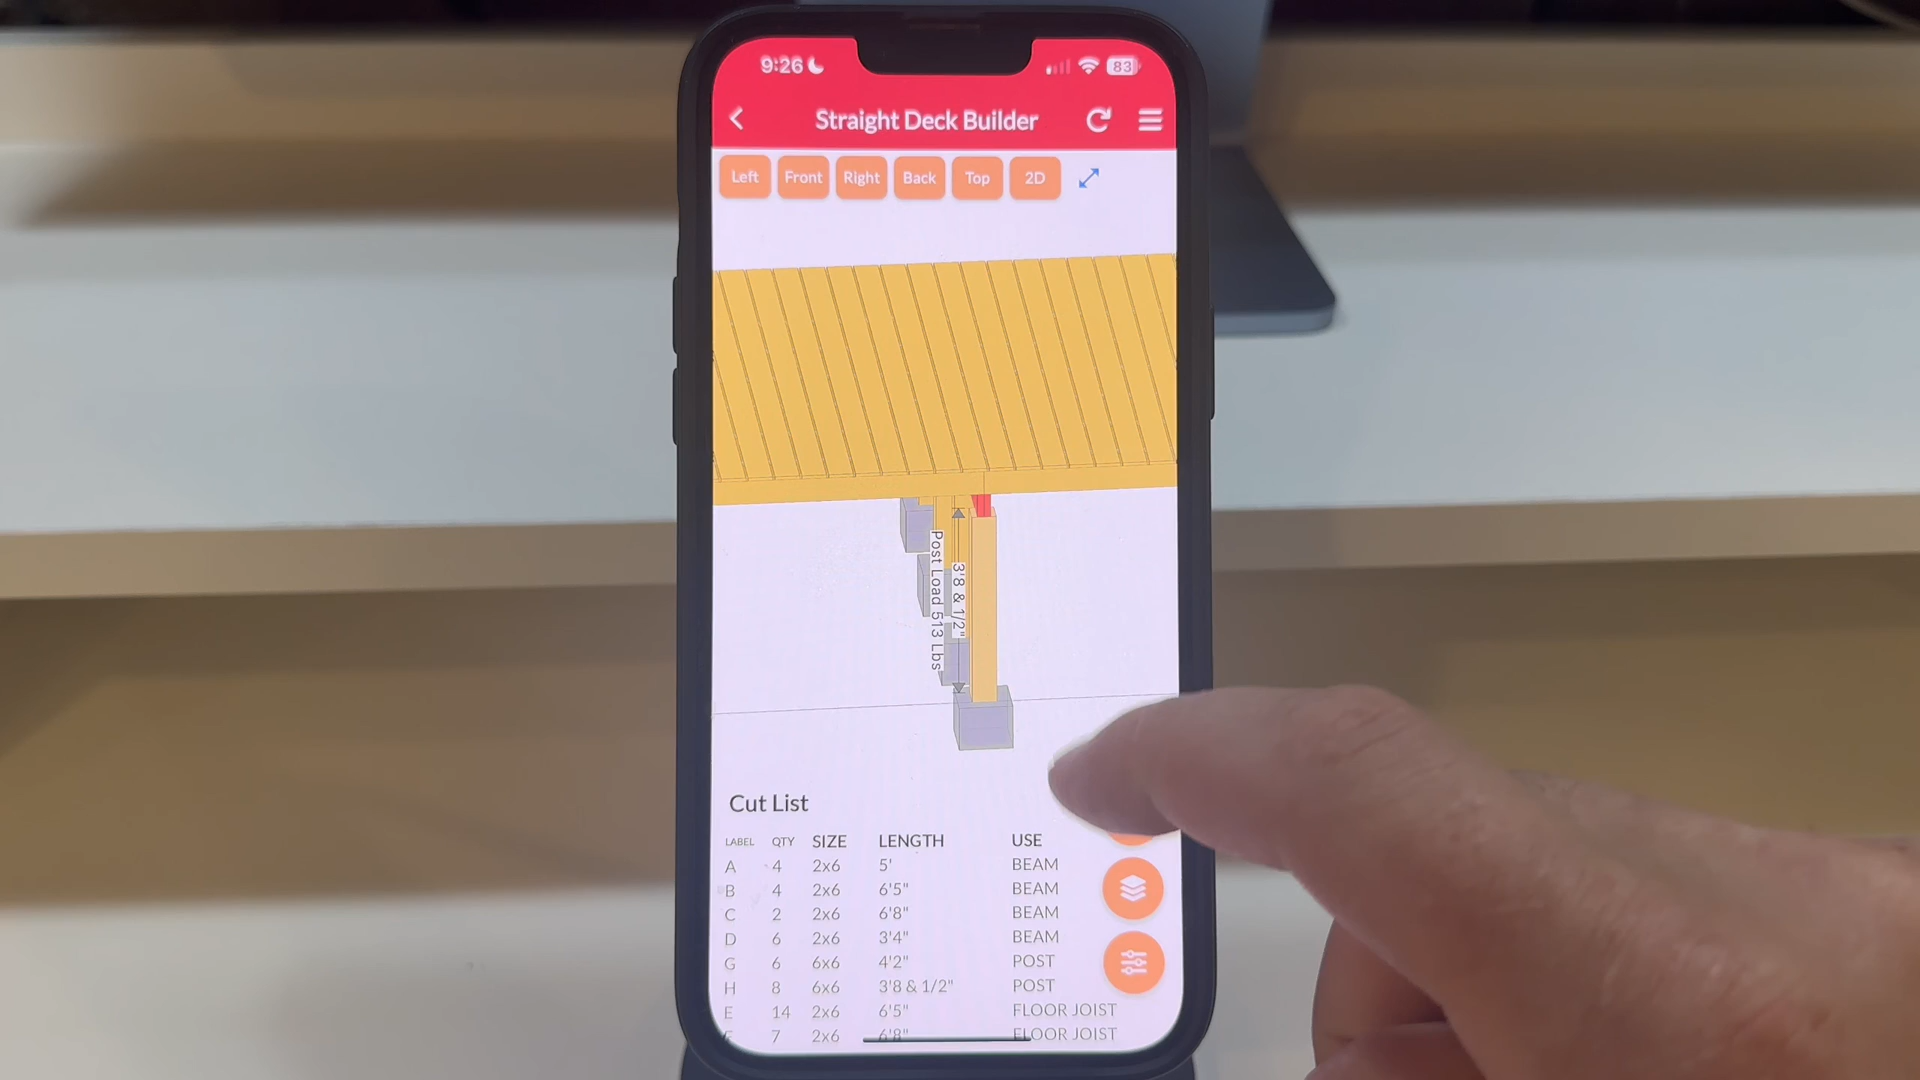 9:26
83
Straight Deck Builder
Left Front Right Back Top 2D
Post Load 513 Lbs
3'8 & 1/2"
Cut List
LABEL QTY SIZE LENGTH USE
A 4 2x6 5' BEAM
B 4 2x6 6'5" BEAM
C 2 2x6 6'8" BEAM
D 6 2x6 3'4" BEAM
G 6 6x6 4'2" POST
H 8 6x6 3'8 & 1/2" POST
E 14 2x6 6'5" FLOOR JOIST
7 2x6 6'8" FLOOR JOIST